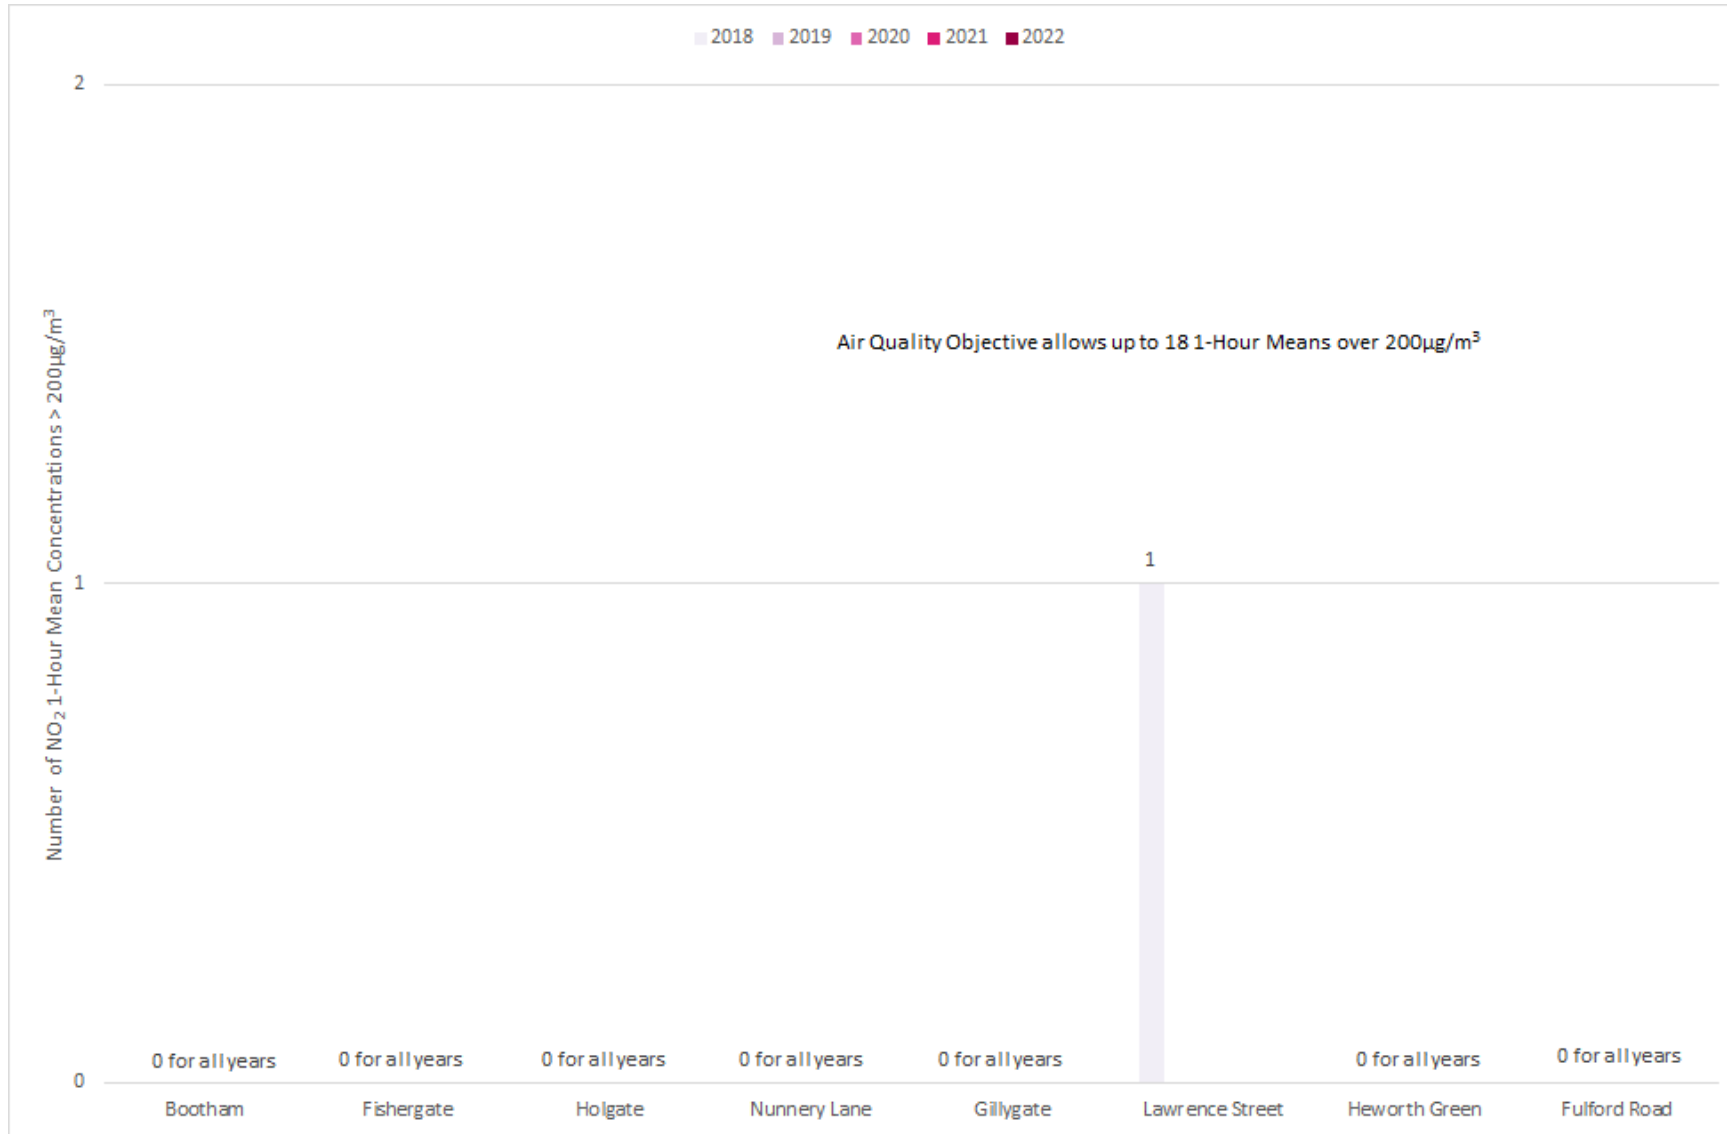 2018 2019 2020 2021 2022
2
Number of NO₂ 1-Hour Mean Concentrations > 200µg/m³
Air Quality Objective allows up to 18 1-Hour Means over 200µg/m³
1
1
0 for all years 0 for all years 0 for all years 0 for all years 0 for all years 0 for all years 0 for all years
0
Bootham Fishergate Holgate Nunnery Lane Gillygate Lawrence Street Heworth Green Fulford Road